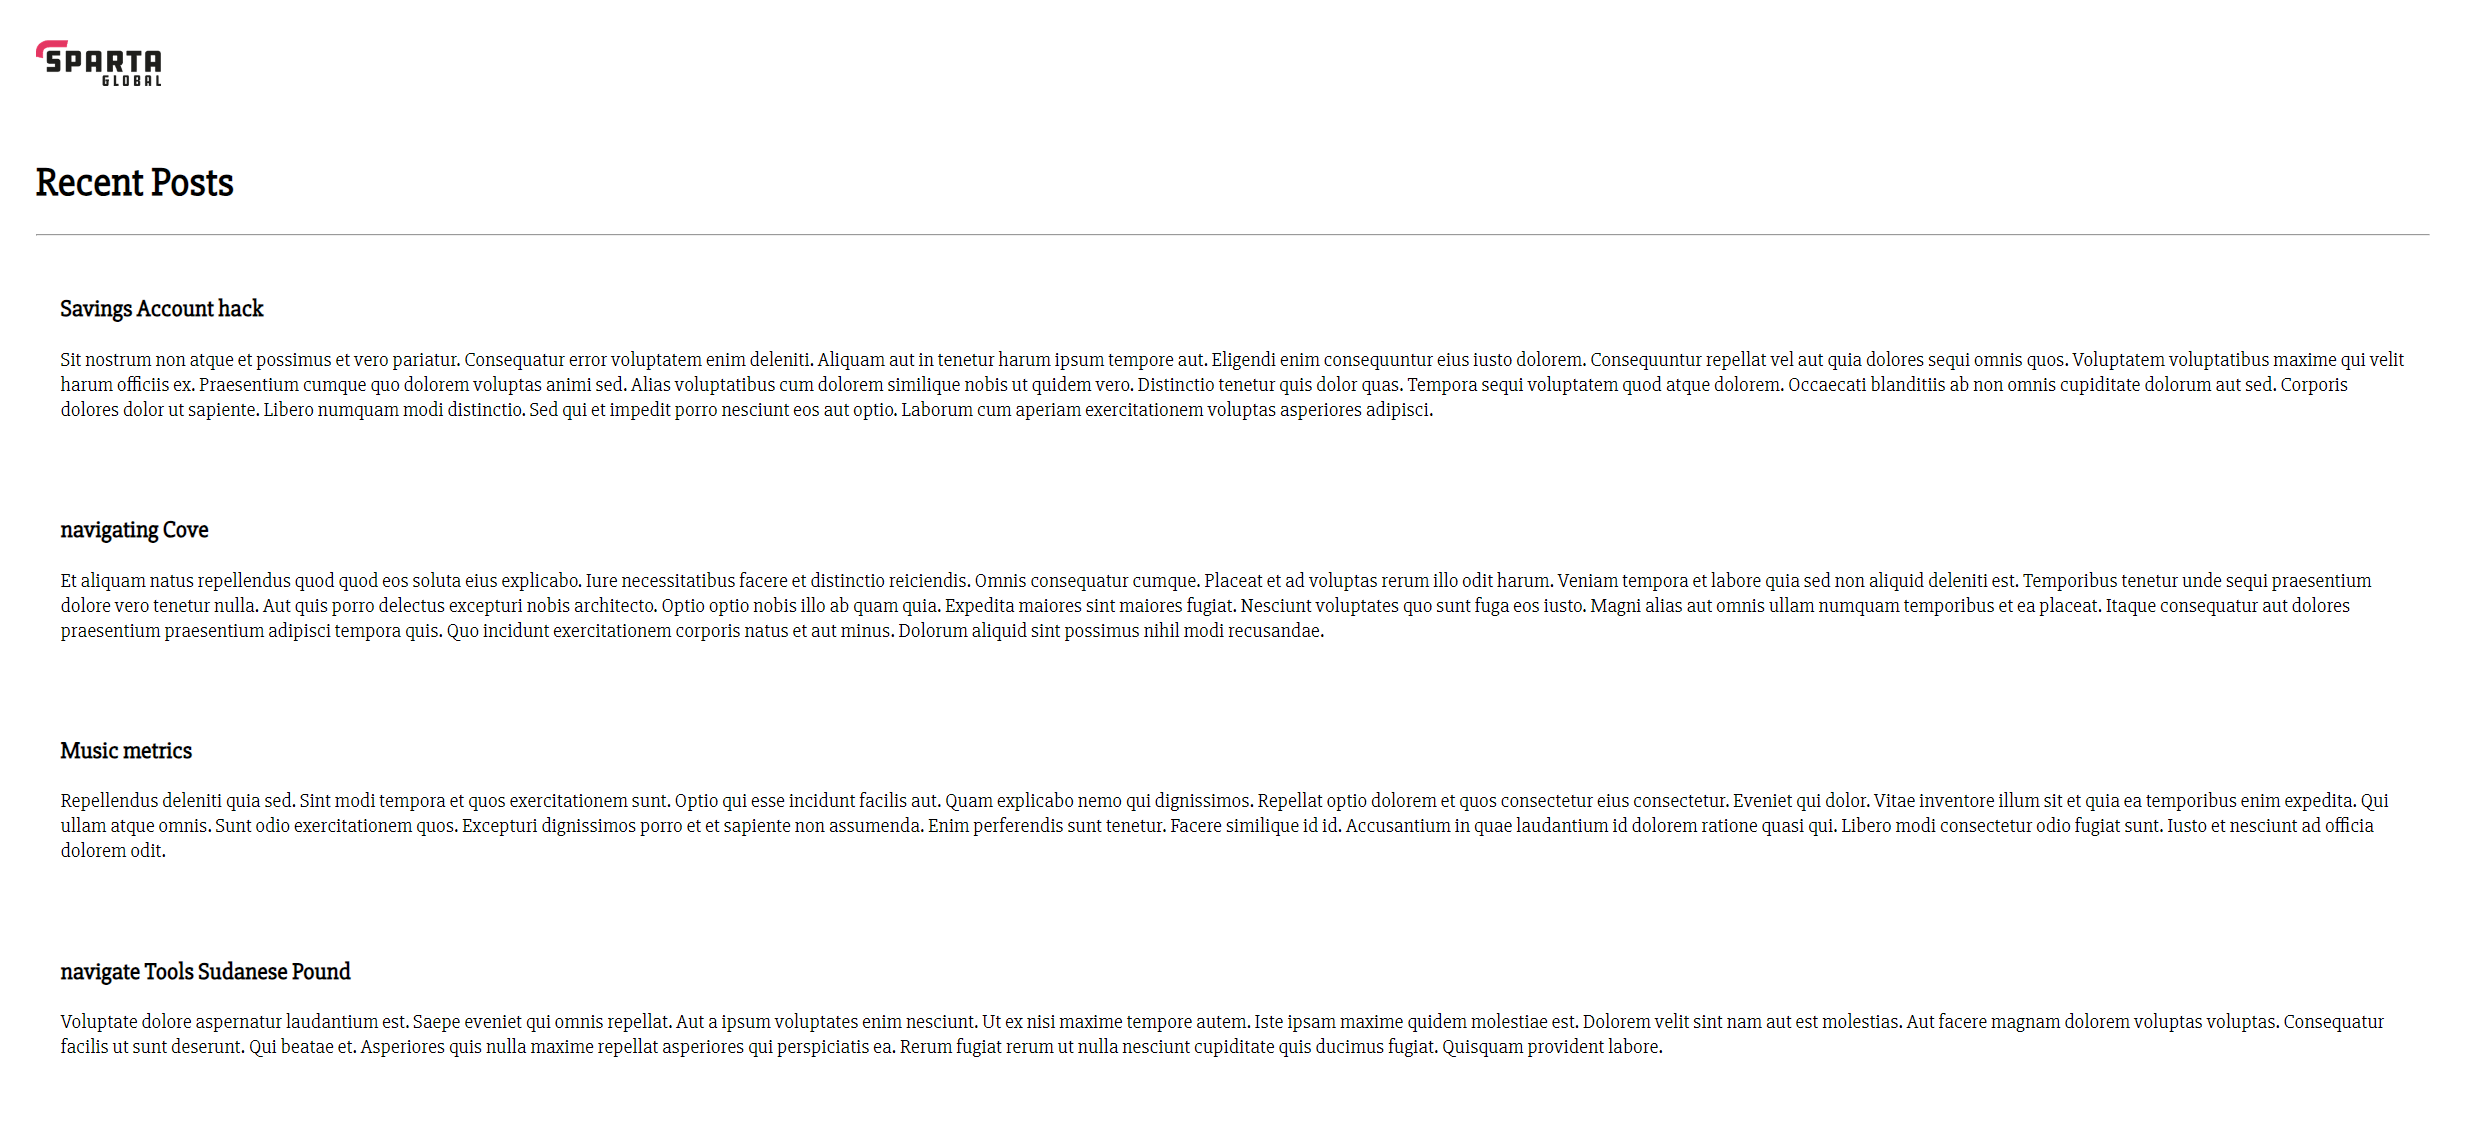 SPARTA
GLOBAL
Recent Posts
Savings Account hack
Sit nostrum non atque et possimus et vero pariatur. Consequatur error voluptatem enim deleniti. Aliquam aut in tenetur harum ipsum tempore aut. Eligendi enim consequuntur eius iusto dolorem. Consequuntur repellat vel aut quia dolores sequi omnis quos. Voluptatem voluptatibus maxime qui velit
harum officiis ex. Praesentium cumque quo dolorem voluptas animi sed. Alias voluptatibus cum dolorem similique nobis ut quidem vero. Distinctio tenetur quis dolor quas. Tempora sequi voluptatem quod atque dolorem. Occaecati blanditiis ab non omnis cupiditate dolorum aut sed. Corporis
dolores dolor ut sapiente. Libero numquam modi distinctio. Sed qui et impedit porro nesciunt eos aut optio. Laborum cum aperiam exercitationem voluptas asperiores adipisci.
navigating Cove
Et aliquam natus repellendus quod quod eos soluta eius explicabo. Iure necessitatibus facere et distinctio reiciendis. Omnis consequatur cumque. Placeat et ad voluptas rerum illo odit harum. Veniam tempora et labore quia sed non aliquid deleniti est. Temporibus tenetur unde sequi praesentium
dolore vero tenetur nulla. Aut quis porro delectus excepturi nobis architecto. Optio optio nobis illo ab quam quia. Expedita maiores sint maiores fugiat. Nesciunt voluptates quo sunt fuga eos iusto. Magni alias aut omnis ullam numquam temporibus et ea placeat. Itaque consequatur aut dolores
praesentium praesentium adipisci tempora quis. Quo incidunt exercitationem corporis natus et aut minus. Dolorum aliquid sint possimus nihil modi recusandae.
Music metrics
Repellendus deleniti quia sed. Sint modi tempora et quos exercitationem sunt. Optio qui esse incidunt facilis aut. Quam explicabo nemo qui dignissimos. Repellat optio dolorem et quos consectetur eius consectetur. Eveniet qui dolor. Vitae inventore illum sit et quia ea temporibus enim expedita. Qui
ullam atque omnis. Sunt odio exercitationem quos. Excepturi dignissimos porro et et sapiente non assumenda. Enim perferendis sunt tenetur. Facere similique id id. Accusantium in quae laudantium id dolorem ratione quasi qui. Libero modi consectetur odio fugiat sunt. Iusto et nesciunt ad officia
dolorem odit.
navigate Tools Sudanese Pound
Voluptate dolore aspernatur laudantium est. Saepe eveniet qui omnis repellat. Aut a ipsum voluptates enim nesciunt. Ut ex nisi maxime tempore autem. Iste ipsam maxime quidem molestiae est. Dolorem velit sint nam aut est molestias. Aut facere magnam dolorem voluptas voluptas. Consequatur
facilis ut sunt deserunt. Qui beatae et. Asperiores quis nulla maxime repellat asperiores qui perspiciatis ea. Rerum fugiat rerum ut nulla nesciunt cupiditate quis ducimus fugiat. Quisquam provident labore.